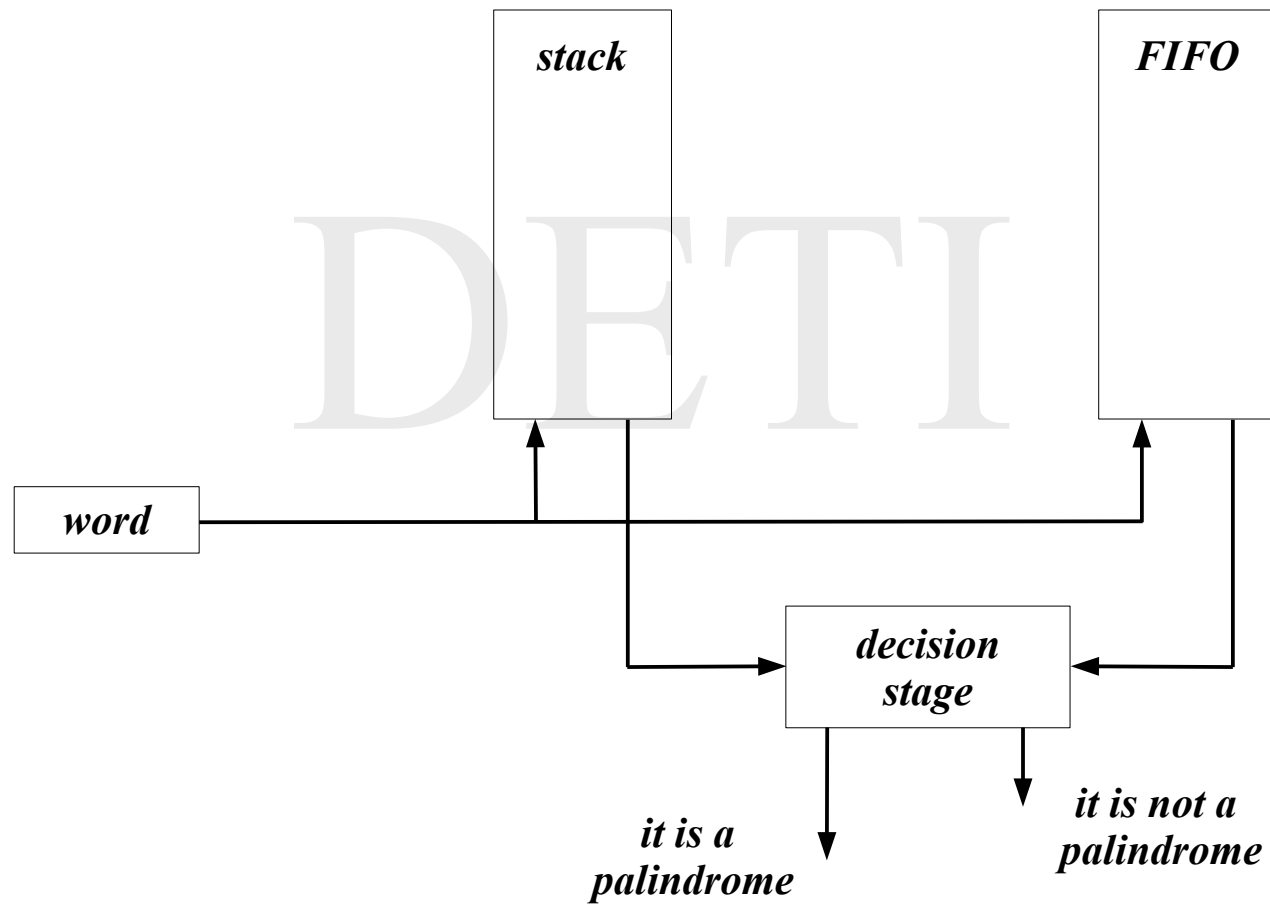 stack
FIFO
DETI
word
decision
stage
it is a
palindrome
it is not a
palindrome